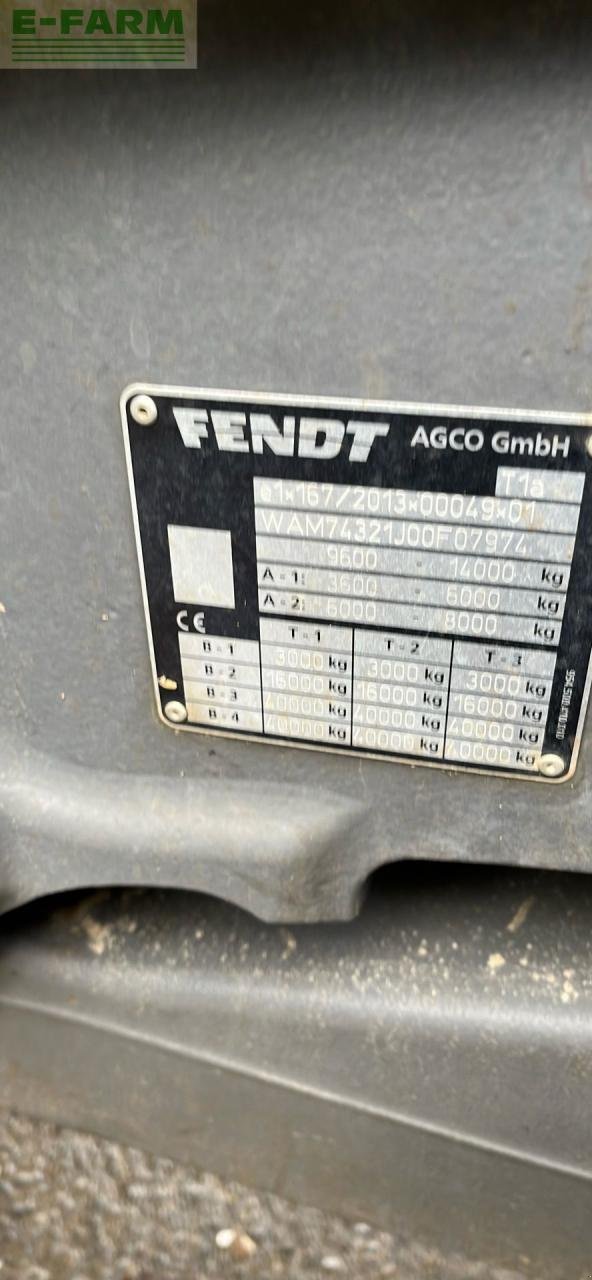 E-FARM
FENDT AGCO GmbH
T1a
e1*167/2013*00049*01
WAM74321J00F07974
9600 - 14000 kg
A - 1: 3600 - 6000 kg
A - 2: 6000 - 8000 kg
CE
T - 1 T - 2 T - 3
B - 1 3000 kg 3000 kg 3000 kg
B - 2 16000 kg 16000 kg 16000 kg
B - 3 40000 kg 40000 kg 40000 kg
B - 4 40000 kg 40000 kg 40000 kg